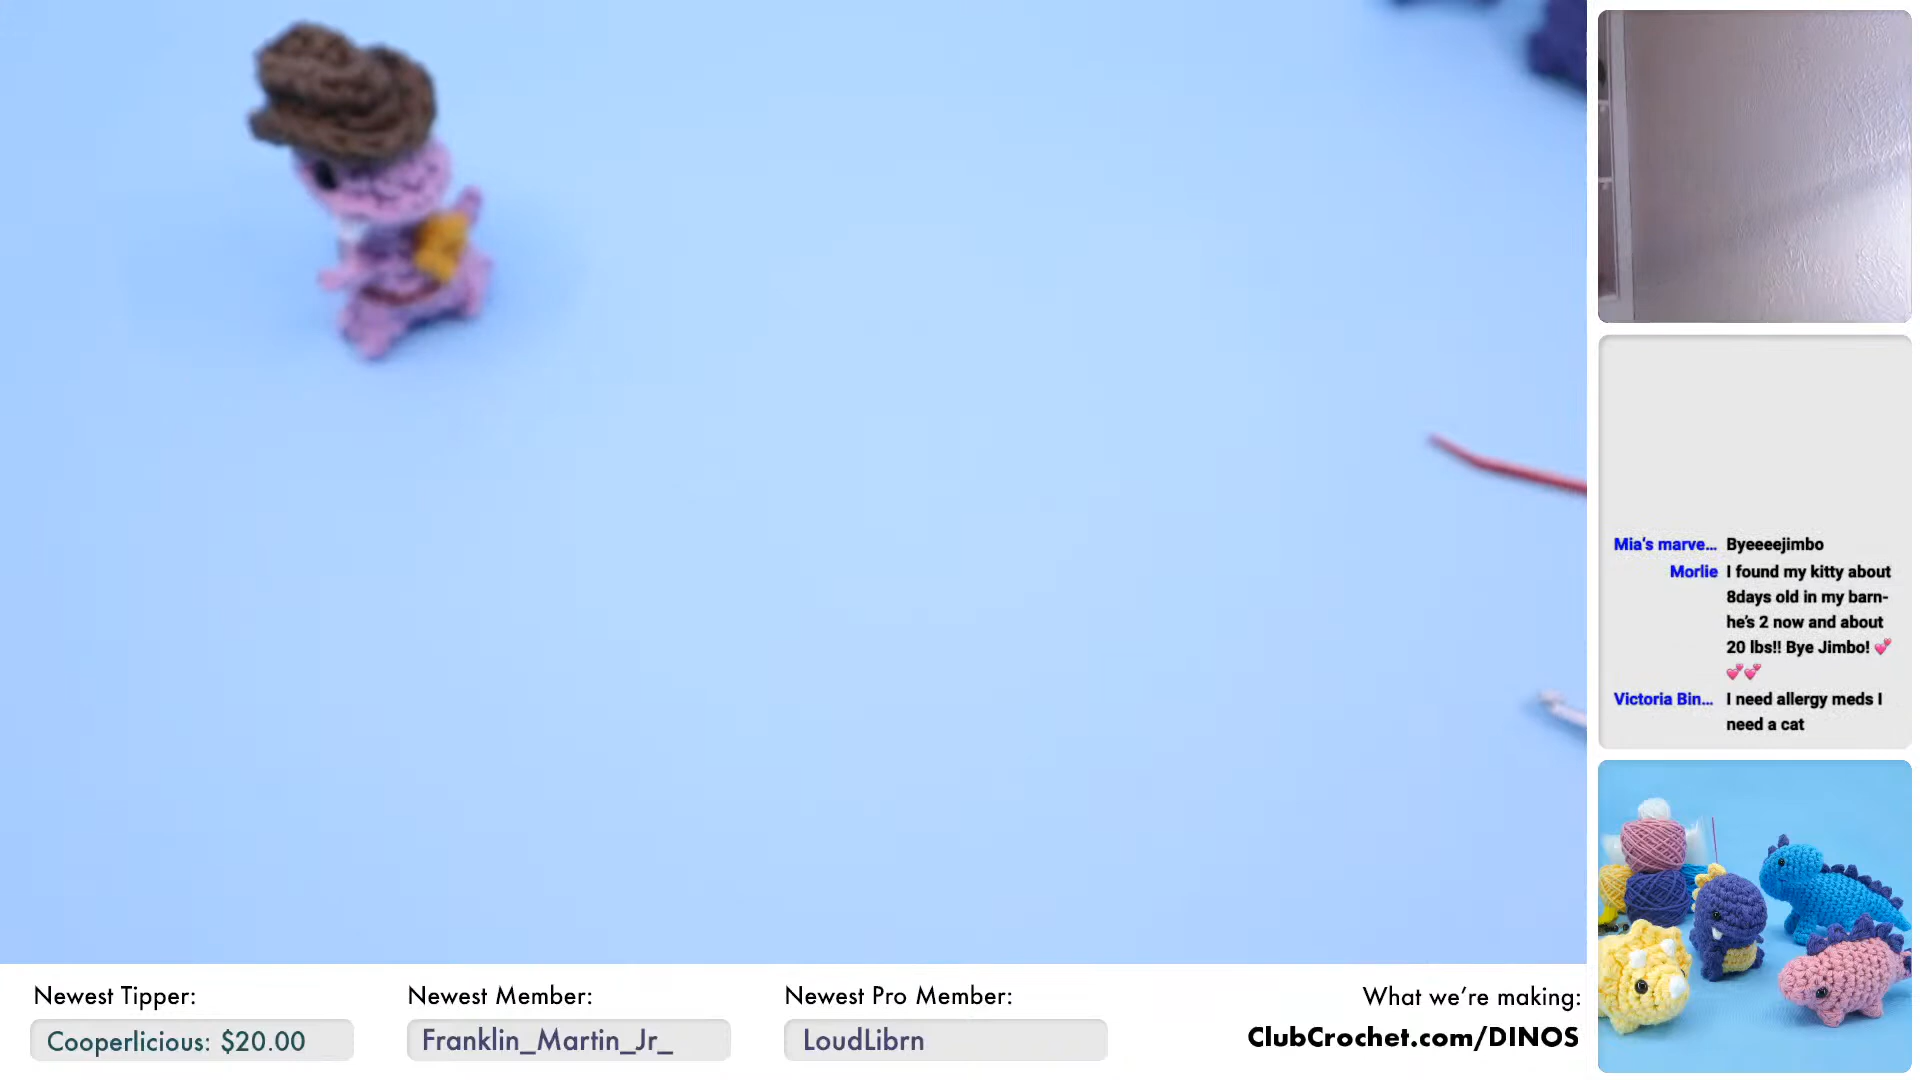 Mia's marve... Byeeeejimbo
Morlie I found my kitty about
8days old in my barn-
he's 2 now and about
20 lbs!! Bye Jimbo! 💕
💕💕
Victoria Bin... I need allergy meds I
need a cat
Newest Tipper:
Cooperlicious: $20.00
Newest Member:
Franklin_Martin_Jr_
Newest Pro Member:
LoudLibrn
What we're making:
ClubCrochet.com/DINOS